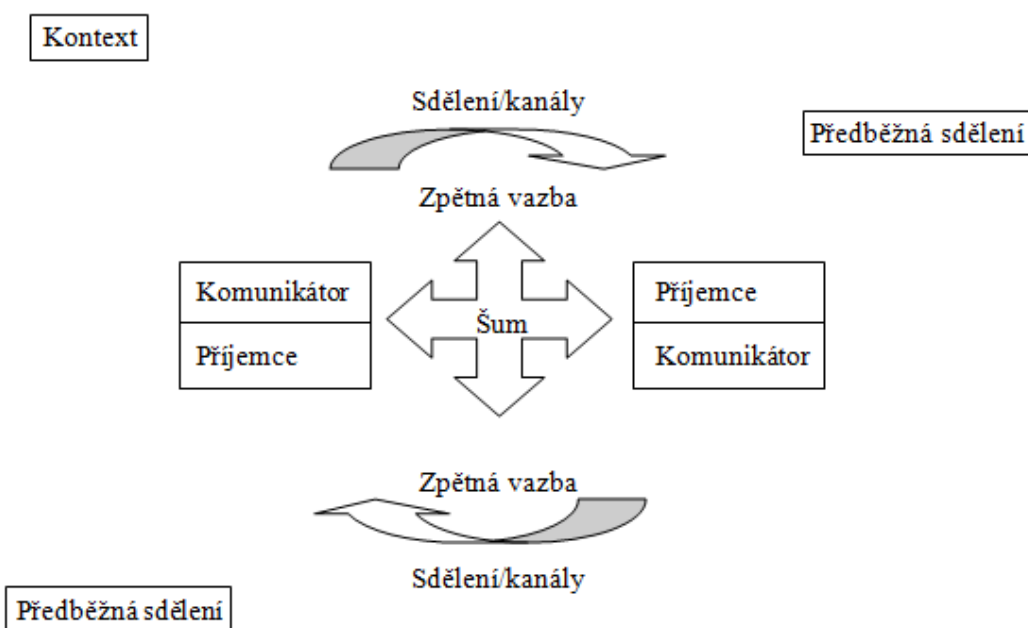 Kontext
Sdělení/kanály
Předběžná sdělení
Zpětná vazba
Komunikátor
Příjemce
Šum
Příjemce
Komunikátor
Zpětná vazba
Sdělení/kanály
Předběžná sdělení